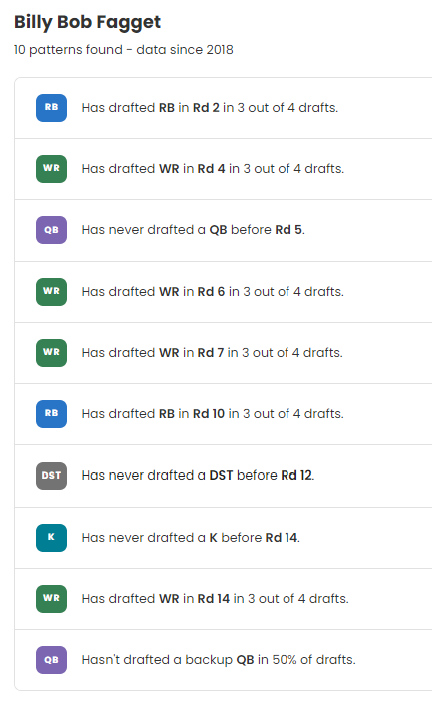 Billy Bob Fagget
10 patterns found - data since 2018
RB Has drafted RB in Rd 2 in 3 out of 4 drafts.
WR Has drafted WR in Rd 4 in 3 out of 4 drafts.
QB Has never drafted a QB before Rd 5.
WR Has drafted WR in Rd 6 in 3 out of 4 drafts.
WR Has drafted WR in Rd 7 in 3 out of 4 drafts.
RB Has drafted RB in Rd 10 in 3 out of 4 drafts.
DST Has never drafted a DST before Rd 12.
K Has never drafted a K before Rd 14.
WR Has drafted WR in Rd 14 in 3 out of 4 drafts.
QB Hasn't drafted a backup QB in 50% of drafts.